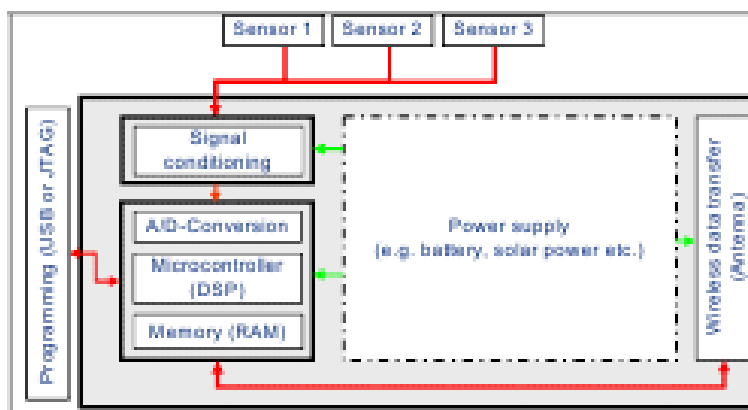 Sensor 1
Sensor 2
Sensor 3
Programming (USB or JTAG)
Signal
conditioning
A/D-Conversion
Microcontroller
(DSP)
Memory (RAM)
Power supply
(e.g. battery, solar power etc.)
Wireless data transfer
(Antenna)